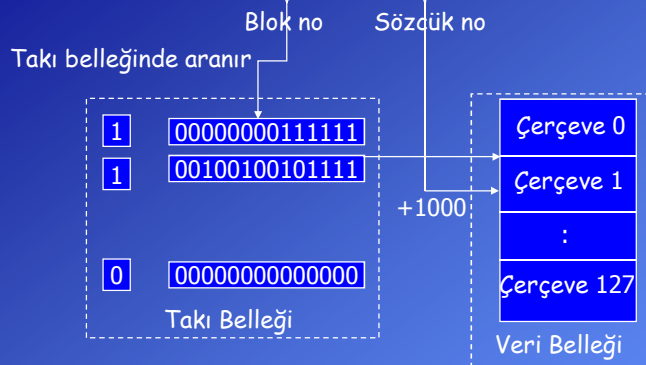 Blok no
Sözcük no
Takı belleğinde aranır
1 00000000111111
1 00100100101111
+1000
0 00000000000000
Takı Belleği
Çerçeve 0
Çerçeve 1
:
Çerçeve 127
Veri Belleği